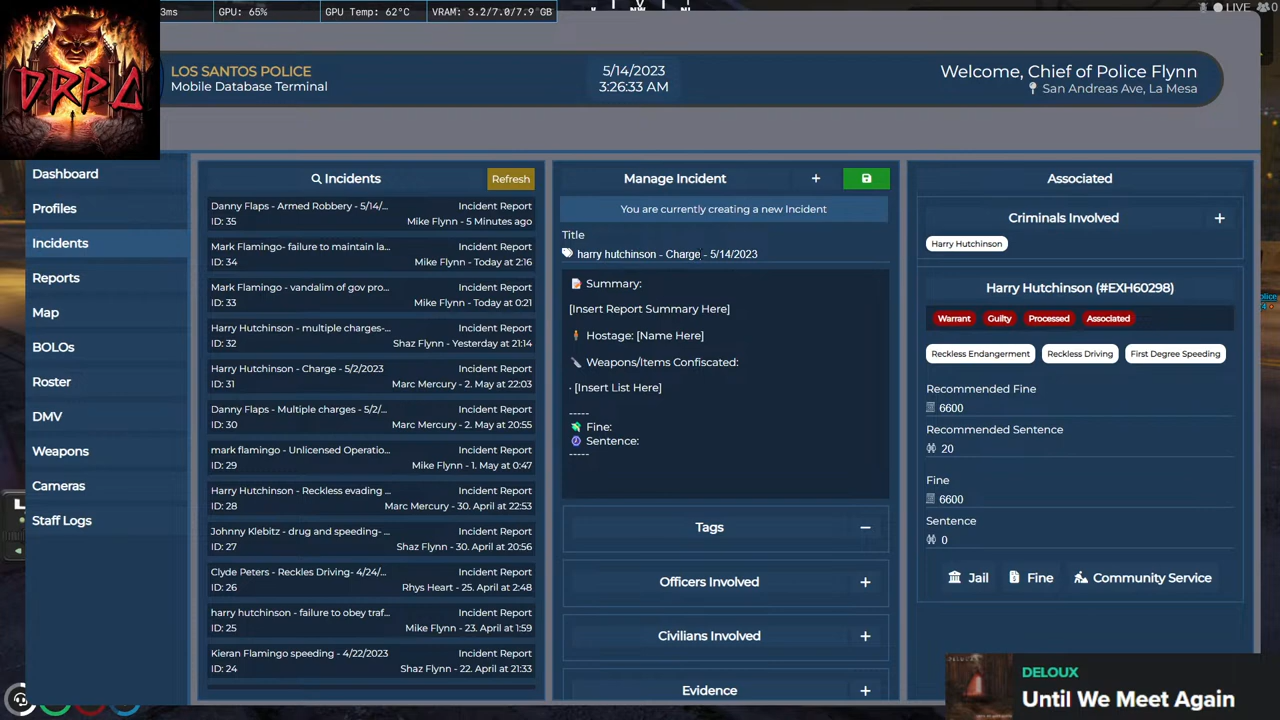 3ms GPU: 65% GPU Temp: 62°C VRAM: 3.2/7.0/7.9 GB
LIVE 0
DRPC
LOS SANTOS POLICE
Mobile Database Terminal
5/14/2023
3:26:33 AM
Welcome, Chief of Police Flynn
San Andreas Ave, La Mesa
Dashboard
Profiles
Incidents
Reports
Map
BOLOs
Roster
DMV
Weapons
Cameras
Staff Logs
Incidents
Refresh
Danny Flaps - Armed Robbery - 5/14/... Incident Report
ID: 35 Mike Flynn - 5 Minutes ago
Mark Flamingo- failure to maintain la... Incident Report
ID: 34 Mike Flynn - Today at 2:16
Mark Flamingo - vandalim of gov pro... Incident Report
ID: 33 Mike Flynn - Today at 0:21
Harry Hutchinson - multiple charges-... Incident Report
ID: 32 Shaz Flynn - Yesterday at 21:14
Harry Hutchinson - Charge - 5/2/2023 Incident Report
ID: 31 Marc Mercury - 2. May at 22:03
Danny Flaps - Multiple charges - 5/2/... Incident Report
ID: 30 Marc Mercury - 2. May at 20:55
mark flamingo - Unlicensed Operatio... Incident Report
ID: 29 Mike Flynn - 1. May at 0:47
Harry Hutchinson - Reckless evading ... Incident Report
ID: 28 Marc Mercury - 30. April at 22:53
Johnny Klebitz - drug and speeding- ... Incident Report
ID: 27 Shaz Flynn - 30. April at 20:56
Clyde Peters - Reckles Driving- 4/24/... Incident Report
ID: 26 Rhys Heart - 25. April at 2:48
harry hutchinson - failure to obey traf... Incident Report
ID: 25 Mike Flynn - 23. April at 1:59
Kieran Flamingo speeding - 4/22/2023 Incident Report
ID: 24 Shaz Flynn - 22. April at 21:33
Manage Incident +
You are currently creating a new Incident
Title
harry hutchinson - Charge - 5/14/2023
Summary:
[Insert Report Summary Here]
Hostage: [Name Here]
Weapons/Items Confiscated:
· [Insert List Here]
-----
Fine:
Sentence:
-----
Tags −
Officers Involved +
Civilians Involved +
Evidence +
Associated
Criminals Involved +
Harry Hutchinson
Harry Hutchinson (#EXH60298)
Warrant Guilty Processed Associated
Reckless Endangerment Reckless Driving First Degree Speeding
Recommended Fine
6600
Recommended Sentence
20
Fine
6600
Sentence
0
Jail Fine Community Service
DELOUX
Until We Meet Again